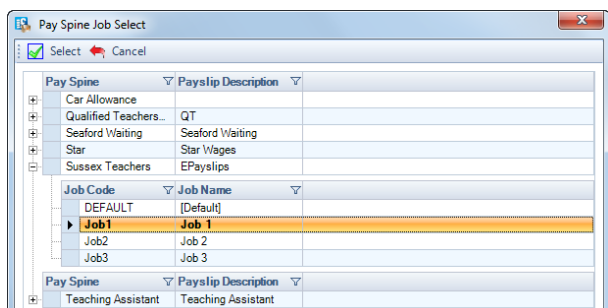 Pay Spine Job Select
Select Cancel
Pay Spine Payslip Description
Car Allowance
Qualified Teachers... QT
Seaford Waiting Seaford Waiting
Star Star Wages
Sussex Teachers EPayslips
Job Code Job Name
DEFAULT [Default]
Job1 Job 1
Job2 Job 2
Job3 Job 3
Pay Spine Payslip Description
Teaching Assistant Teaching Assistant